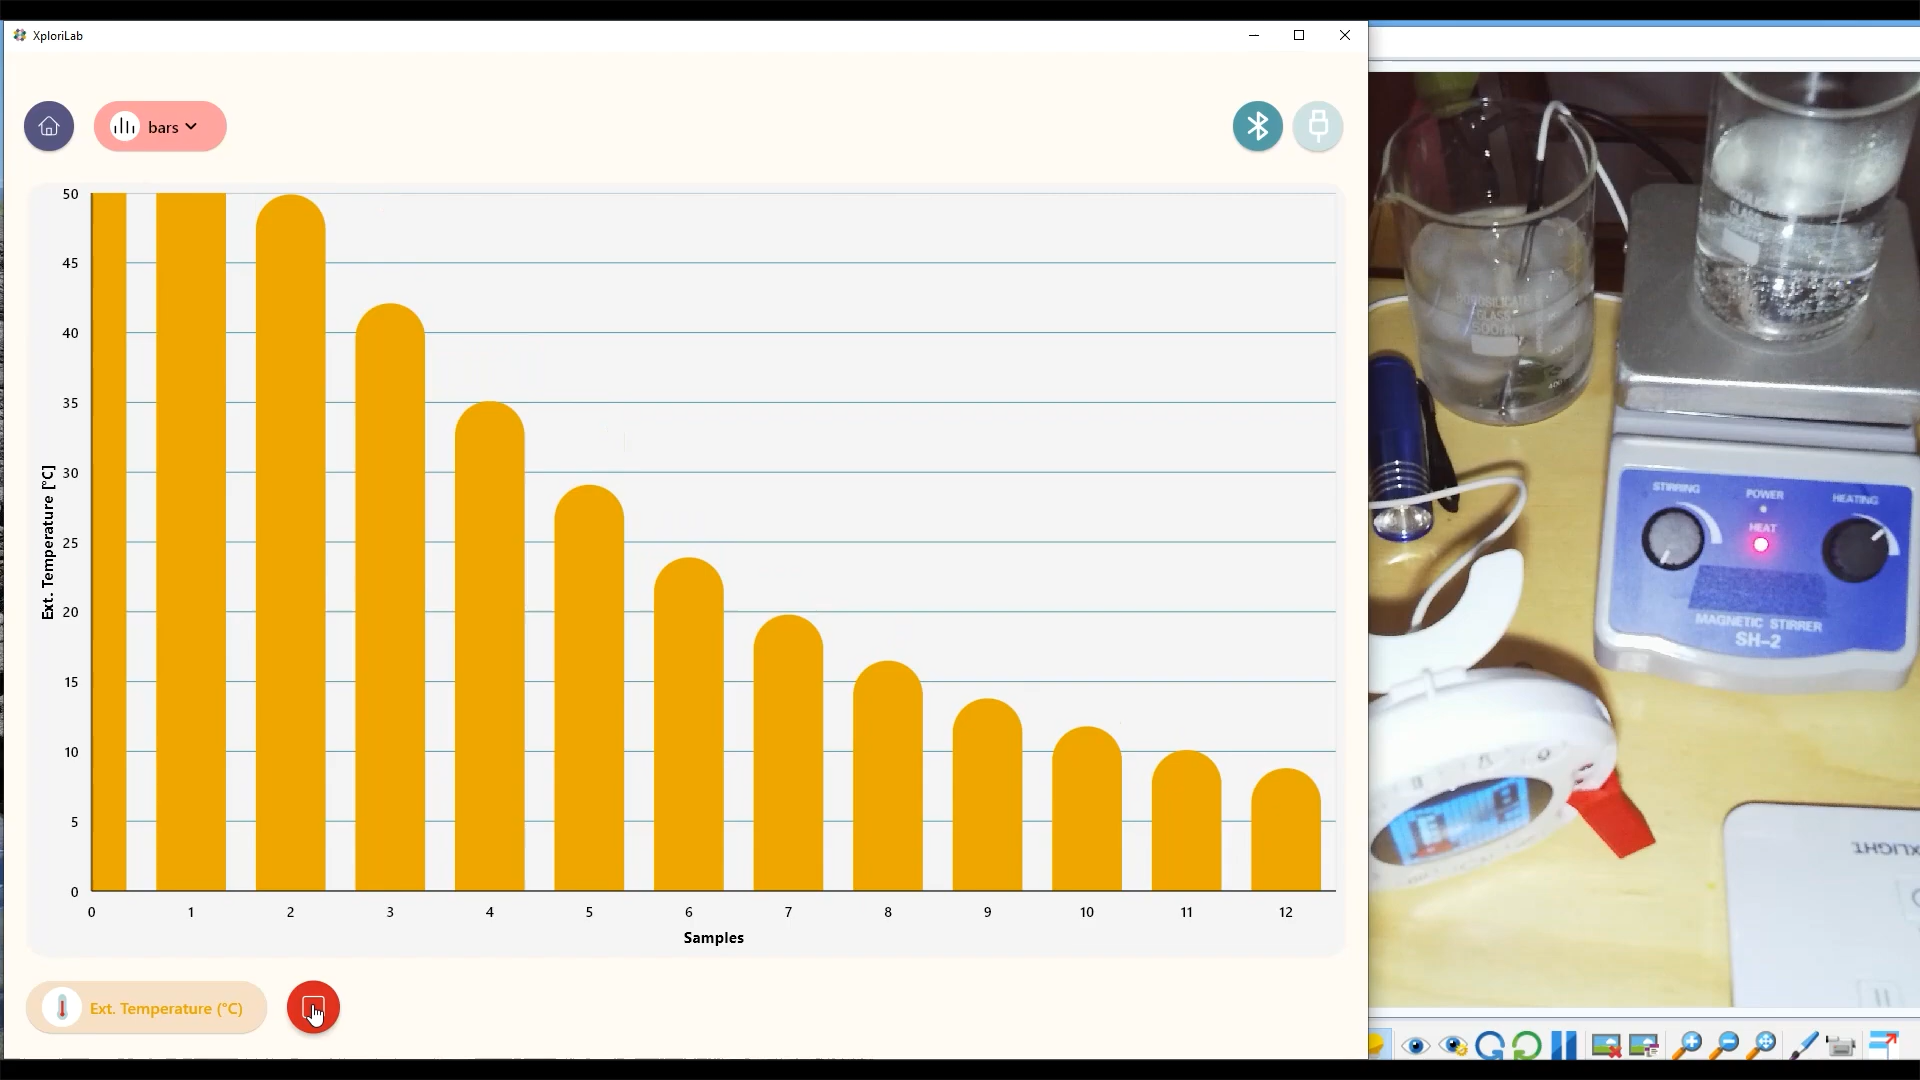 XploriLab
bars
50
45
40
35
30
25
20
15
10
5
0
Ext. Temperature [°C]
0 1 2 3 4 5 6 7 8 9 10 11 12
Samples
Ext. Temperature (°C)
GLASS
500ml
STIRRING
POWER
HEATING
HEAT
MAGNETIC STIRRER
SH-2